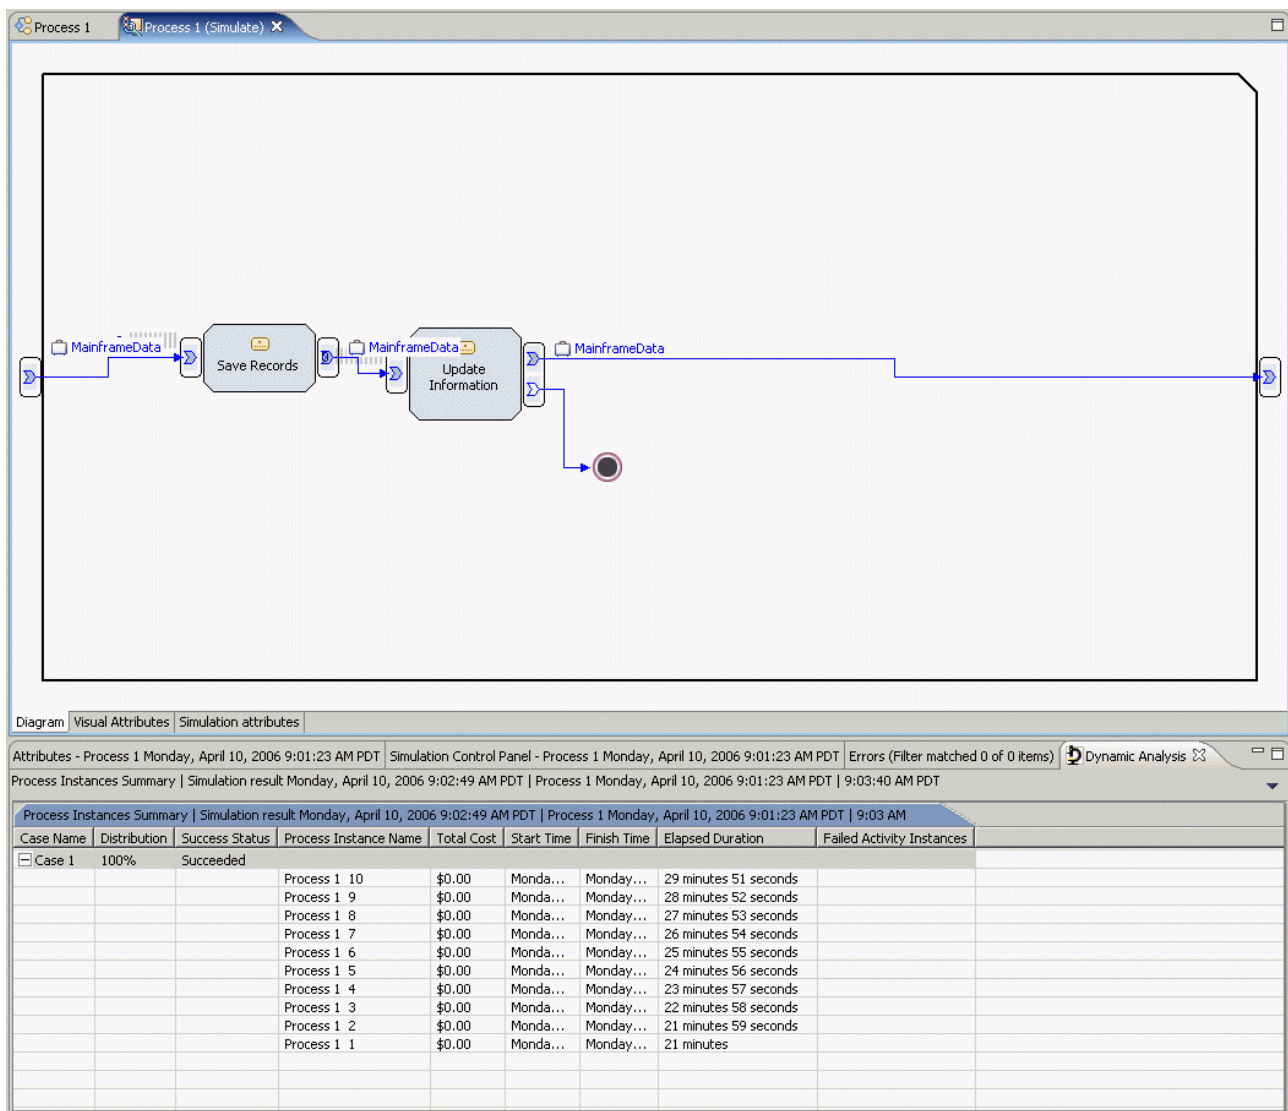 Process 1
Process 1 (Simulate)
MainframeData
Save Records
MainframeData
Update
Information
MainframeData
Diagram
Visual Attributes
Simulation attributes
Attributes - Process 1 Monday, April 10, 2006 9:01:23 AM PDT
Simulation Control Panel - Process 1 Monday, April 10, 2006 9:01:23 AM PDT
Errors (Filter matched 0 of 0 items)
Dynamic Analysis
Process Instances Summary | Simulation result Monday, April 10, 2006 9:02:49 AM PDT | Process 1 Monday, April 10, 2006 9:01:23 AM PDT | 9:03:40 AM PDT
Process Instances Summary | Simulation result Monday, April 10, 2006 9:02:49 AM PDT | Process 1 Monday, April 10, 2006 9:01:23 AM PDT | 9:03 AM
Case Name Distribution Success Status Process Instance Name Total Cost Start Time Finish Time Elapsed Duration Failed Activity Instances
Case 1 100% Succeeded
Process 1 10 $0.00 Monda... Monday... 29 minutes 51 seconds
Process 1 9 $0.00 Monda... Monday... 28 minutes 52 seconds
Process 1 8 $0.00 Monda... Monday... 27 minutes 53 seconds
Process 1 7 $0.00 Monda... Monday... 26 minutes 54 seconds
Process 1 6 $0.00 Monda... Monday... 25 minutes 55 seconds
Process 1 5 $0.00 Monda... Monday... 24 minutes 56 seconds
Process 1 4 $0.00 Monda... Monday... 23 minutes 57 seconds
Process 1 3 $0.00 Monda... Monday... 22 minutes 58 seconds
Process 1 2 $0.00 Monda... Monday... 21 minutes 59 seconds
Process 1 1 $0.00 Monda... Monday... 21 minutes